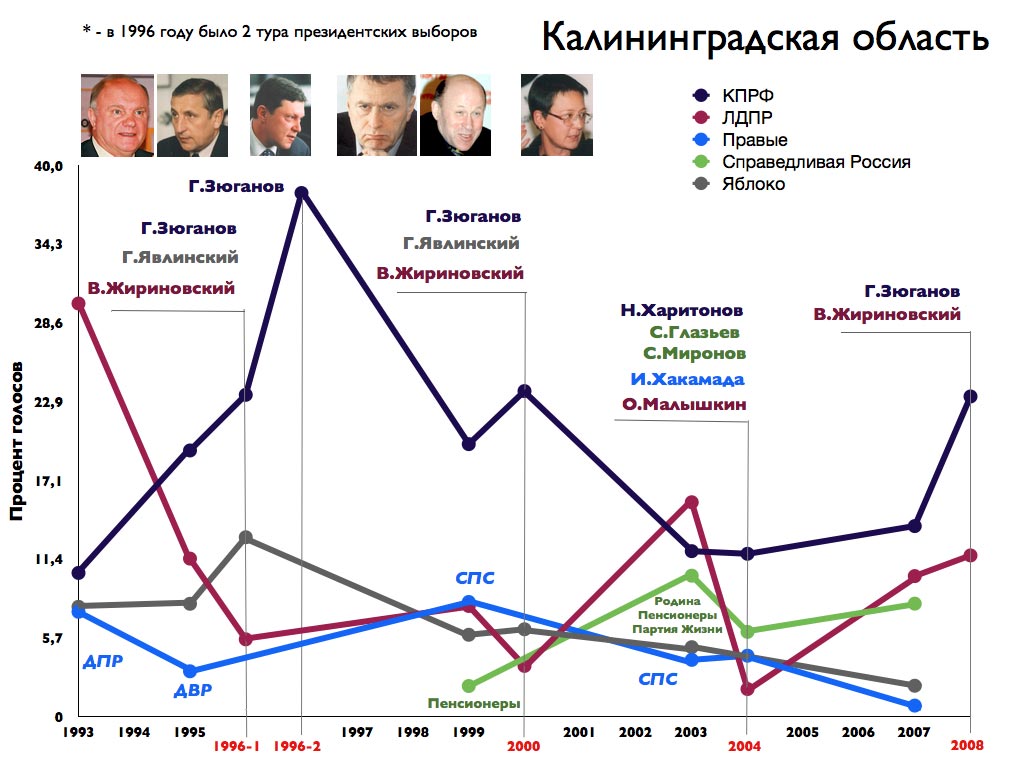 * - в 1996 году было 2 тура президентских выборов
Калининградская область
КПРФ
ЛДПР
Правые
Справедливая Россия
Яблоко
40,0
34,3
28,6
22,9
17,1
11,4
5,7
0
Процент голосов
Г.Зюганов
Г.Зюганов
Г.Явлинский
В.Жириновский
Г.Зюганов
Г.Явлинский
В.Жириновский
Н.Харитонов
С.Глазьев
С.Миронов
И.Хакамада
О.Малышкин
Г.Зюганов
В.Жириновский
ДПР
ДВР
СПС
Пенсионеры
Родина
Пенсионеры
Партия Жизни
СПС
1993
1994
1995
1996-1
1996-2
1997
1998
1999
2000
2001
2002
2003
2004
2005
2006
2007
2008